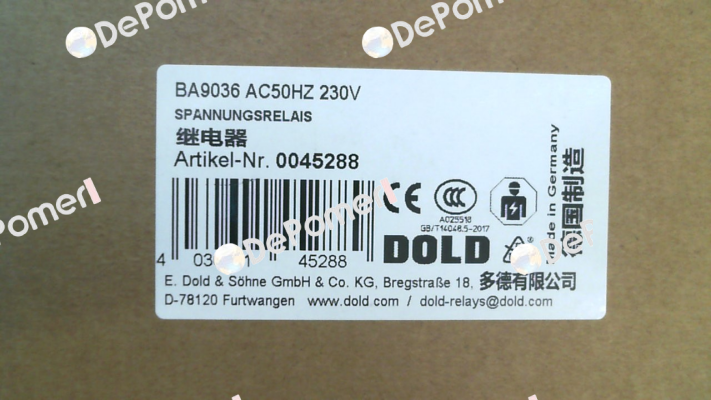 DePomerl
DePomerl
BA9036 AC50HZ 230V
SPANNUNGSRELAIS
继电器
Artikel-Nr. 0045288
CE
CCC
A025518
GB/T14048.5-2017
DOLD
Made in Germany
德国制造
45288
E. Dold & Söhne GmbH & Co. KG, Bregstraße 18, 多德有限公司
D-78120 Furtwangen www.dold.com / dold-relays@dold.com
DePomerl
DePomerl